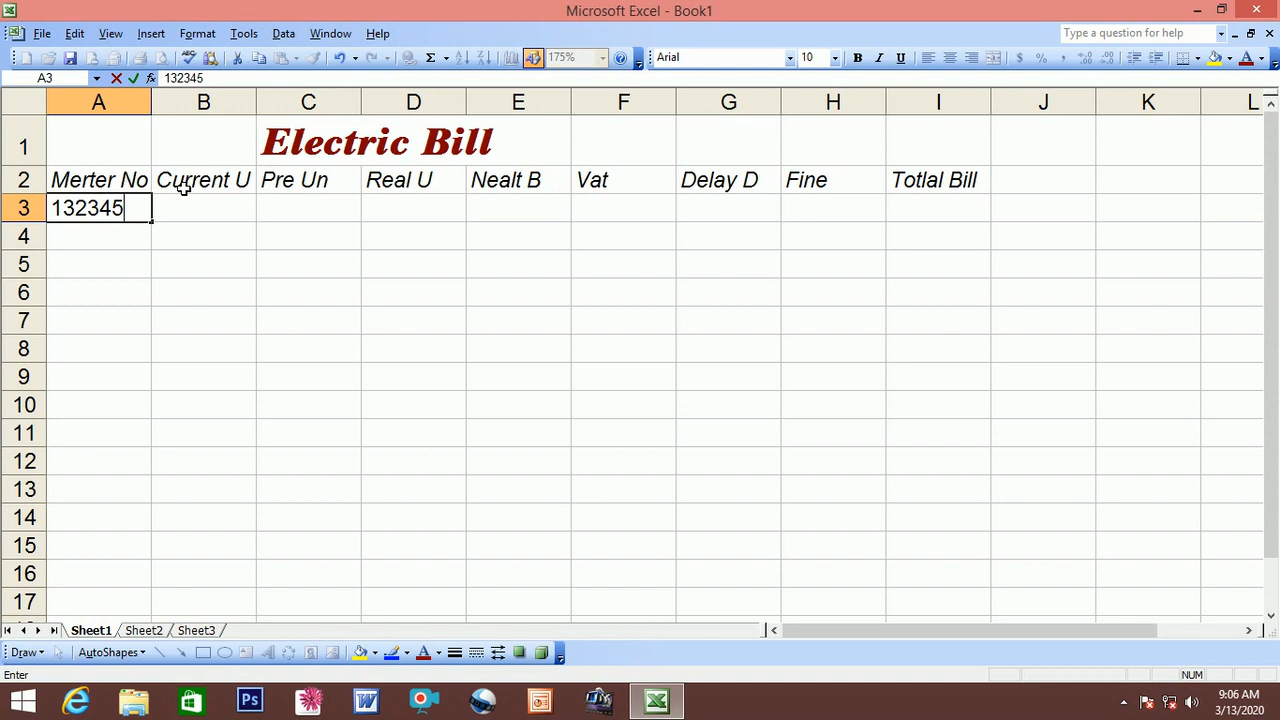 Microsoft Excel - Book1
File Edit View Insert Format Tools Data Window Help
Type a question for help
175%
Arial
10
A3
132345
A B C D E F G H I J K L
1 Electric Bill
2 Merter No Current U Pre Un Real U Nealt B Vat Delay D Fine Totlal Bill
3 132345
4
5
6
7
8
9
10
11
12
13
14
15
16
17
Sheet1 Sheet2 Sheet3
Draw AutoShapes
Enter
NUM
9:06 AM
3/13/2020